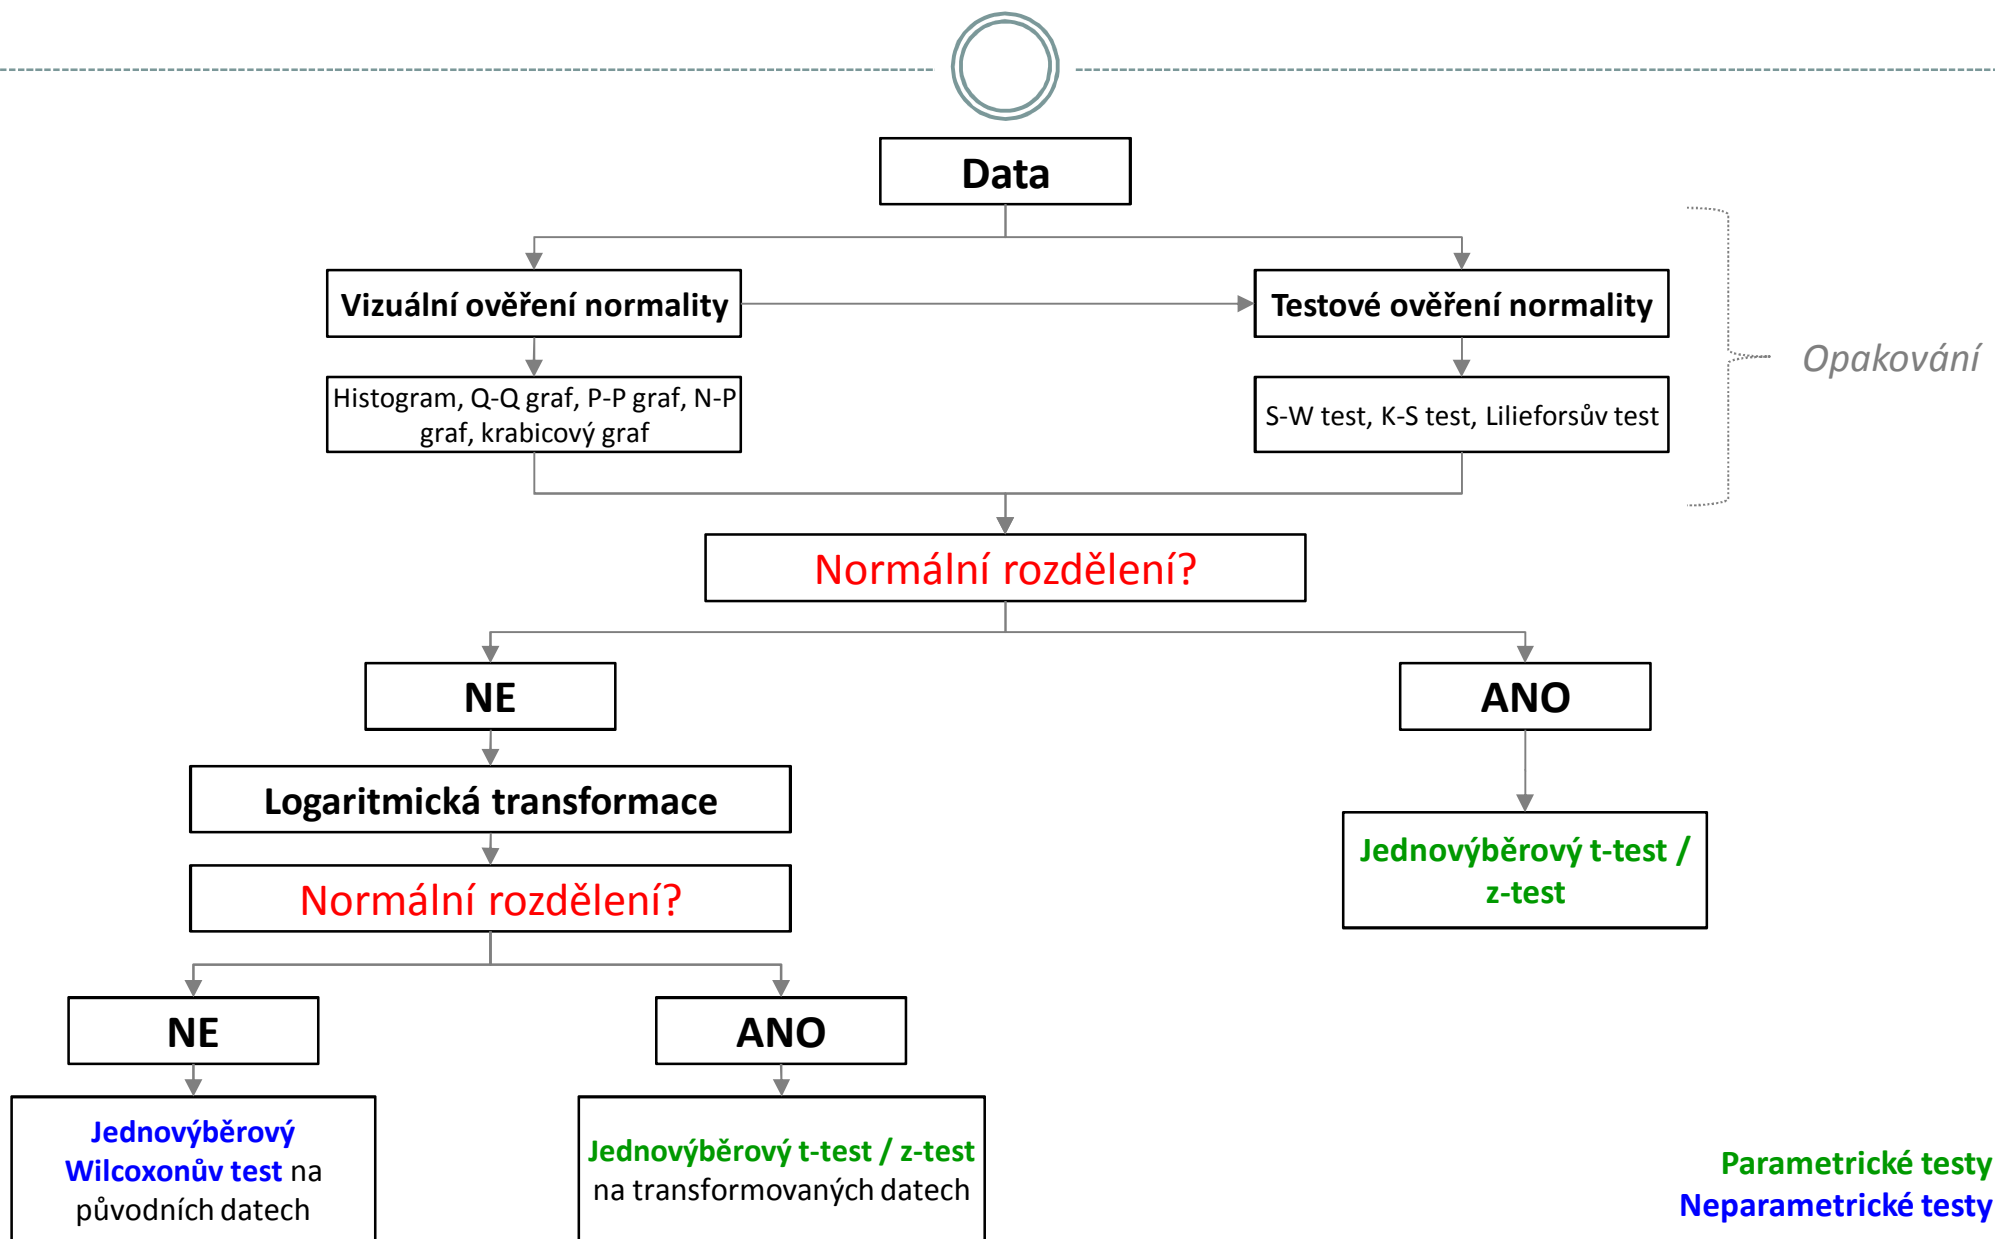 Data
Vizuální ověření normality
Testové ověření normality
Histogram, Q-Q graf, P-P graf, N-P
graf, krabicový graf
S-W test, K-S test, Lilieforsův test
Opakování
Normální rozdělení?
NE
ANO
Logaritmická transformace
Jednovýběrový t-test /
z-test
Normální rozdělení?
NE
ANO
Jednovýběrový
Wilcoxonův test na
původních datech
Jednovýběrový t-test / z-test
na transformovaných datech
Parametrické testy
Neparametrické testy